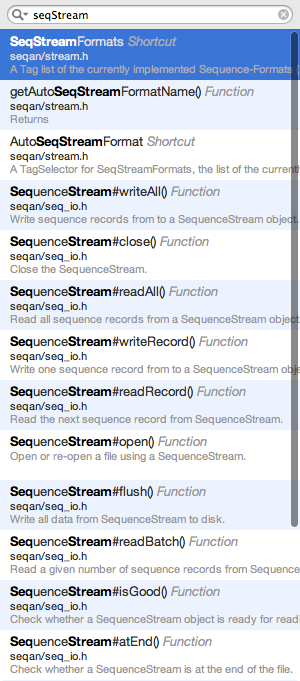 seqStream
SeqStreamFormats Shortcut
seqan/stream.h
A Tag list of the currently implemented Sequence-Formats (
getAutoSeqStreamFormatName() Function
seqan/stream.h
Returns
AutoSeqStreamFormat Shortcut
seqan/stream.h
A TagSelector for SeqStreamFormats, the list of the current
SequenceStream#writeAll() Function
seqan/seq_io.h
Write sequence records from to a SequenceStream object.
SequenceStream#close() Function
seqan/seq_io.h
Close the SequenceStream.
SequenceStream#readAll() Function
seqan/seq_io.h
Read all sequence records from a SequenceStream object
SequenceStream#writeRecord() Function
seqan/seq_io.h
Write one sequence record from to a SequenceStream
SequenceStream#readRecord() Function
seqan/seq_io.h
Read the next sequence record from SequenceStream.
SequenceStream#open() Function
Open or re-open a file using a SequenceStream.
SequenceStream#flush() Function
seqan/seq_io.h
Write all data from SequenceStream to disk.
SequenceStream#readBatch() Function
seqan/seq_io.h
Read a given number of sequence records from Sequence
SequenceStream#isGood() Function
seqan/seq_io.h
Check whether a SequenceStream object is ready for readi
SequenceStream#atEnd() Function
seqan/seq_io.h
Check whether a SequenceStream is at the end of the file.